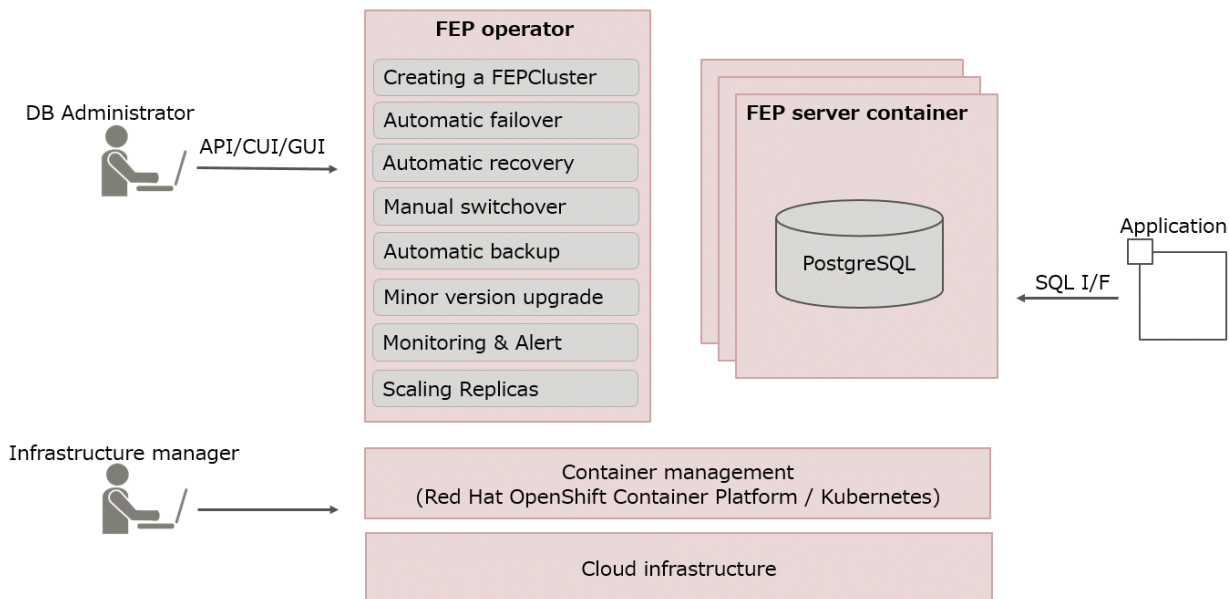 FEP operator
Creating a FEPCluster
Automatic failover
Automatic recovery
Manual switchover
Automatic backup
Minor version upgrade
Monitoring & Alert
Scaling Replicas
DB Administrator
API/CUI/GUI
FEP server container
PostgreSQL
Application
SQL I/F
Infrastructure manager
Container management
(Red Hat OpenShift Container Platform / Kubernetes)
Cloud infrastructure